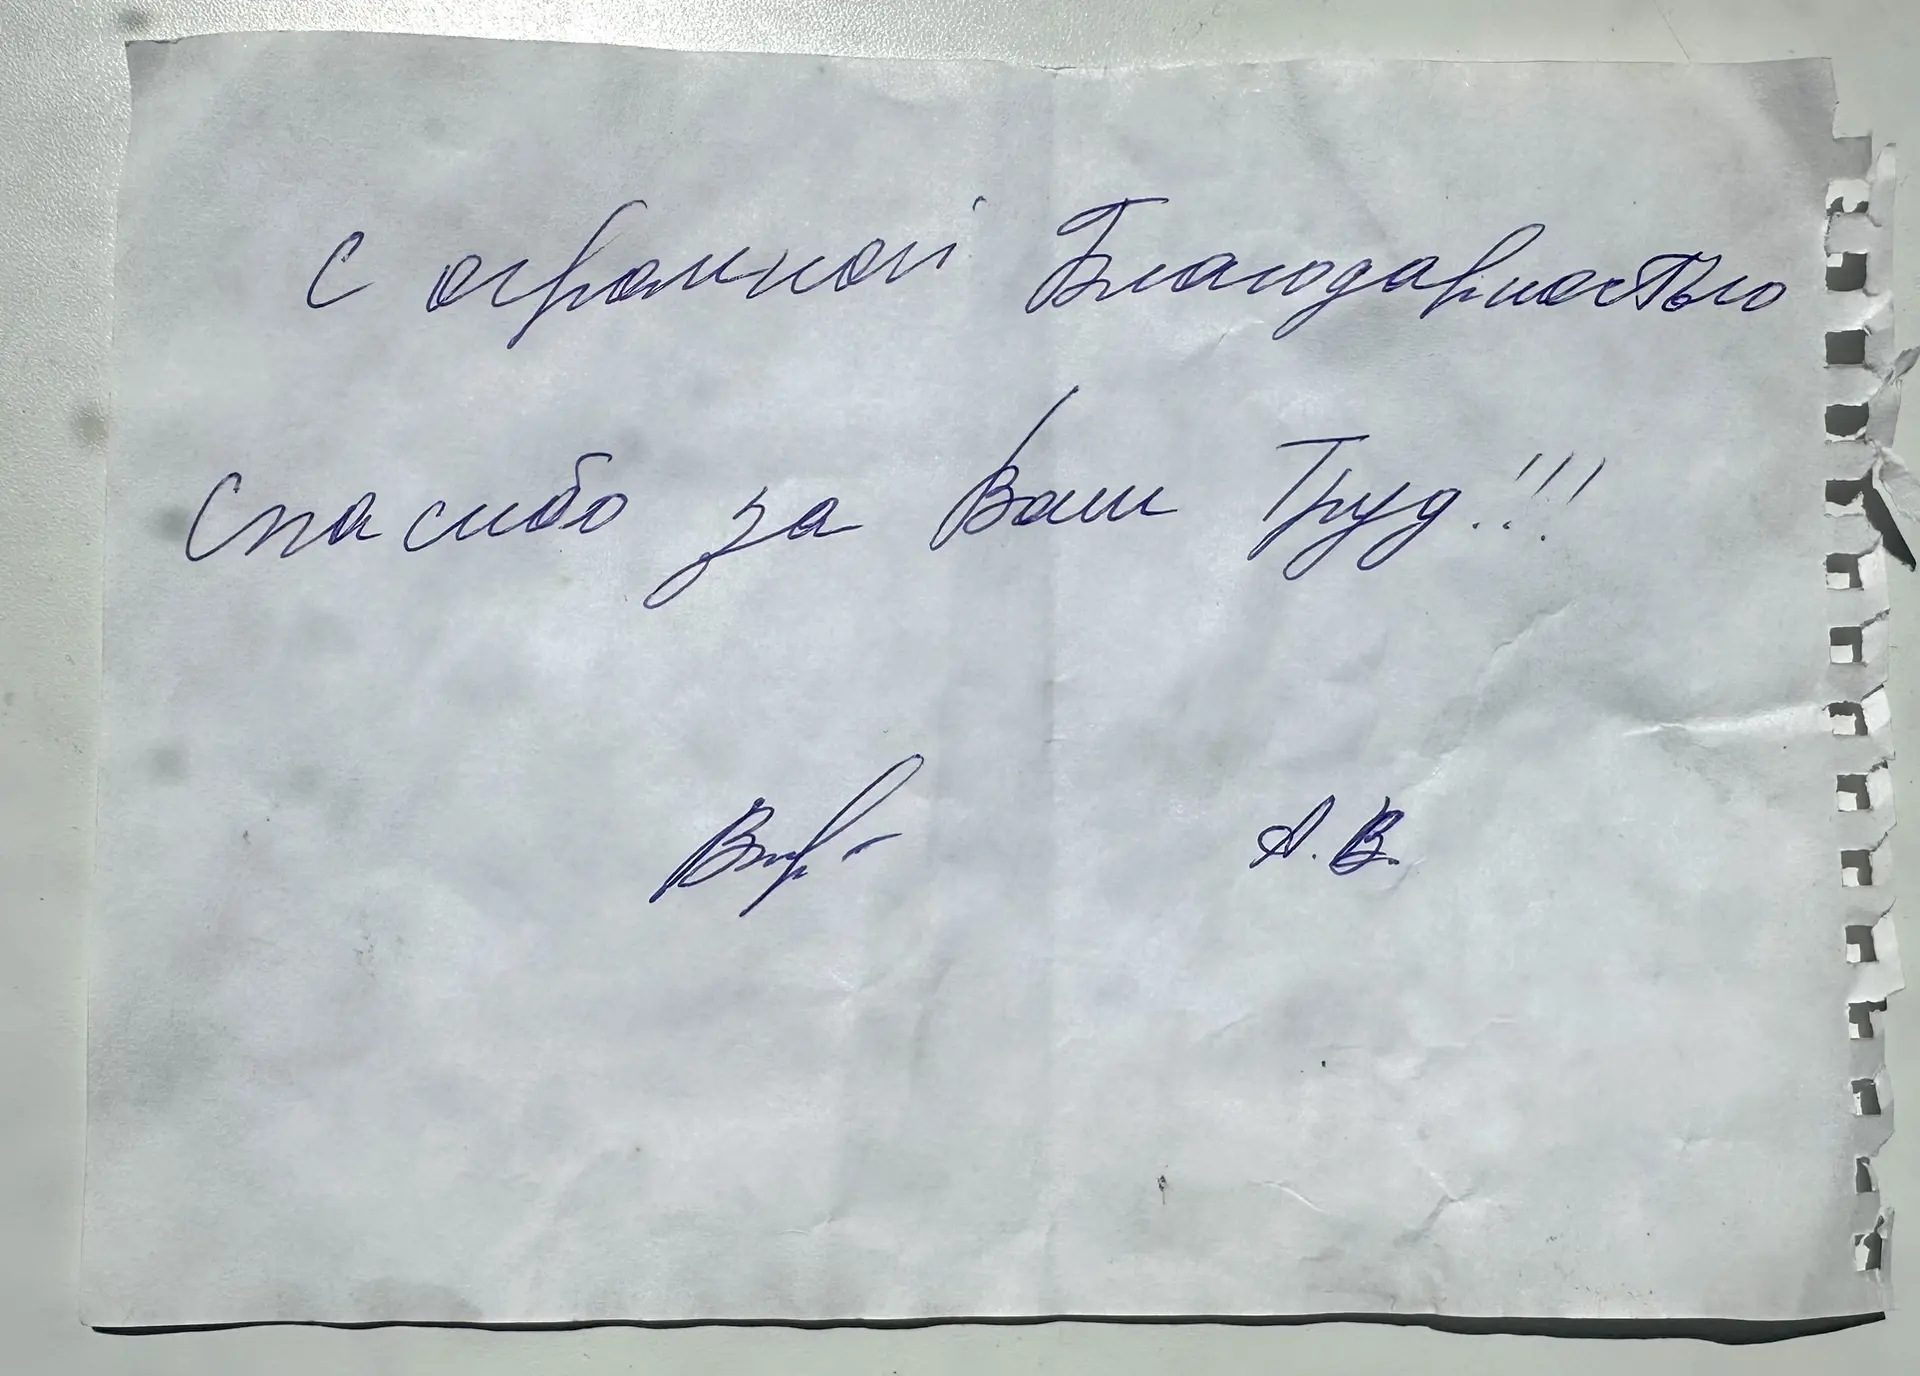 С огромной Благодарностью
Спасибо за Ваш Труд!!!
А.В.